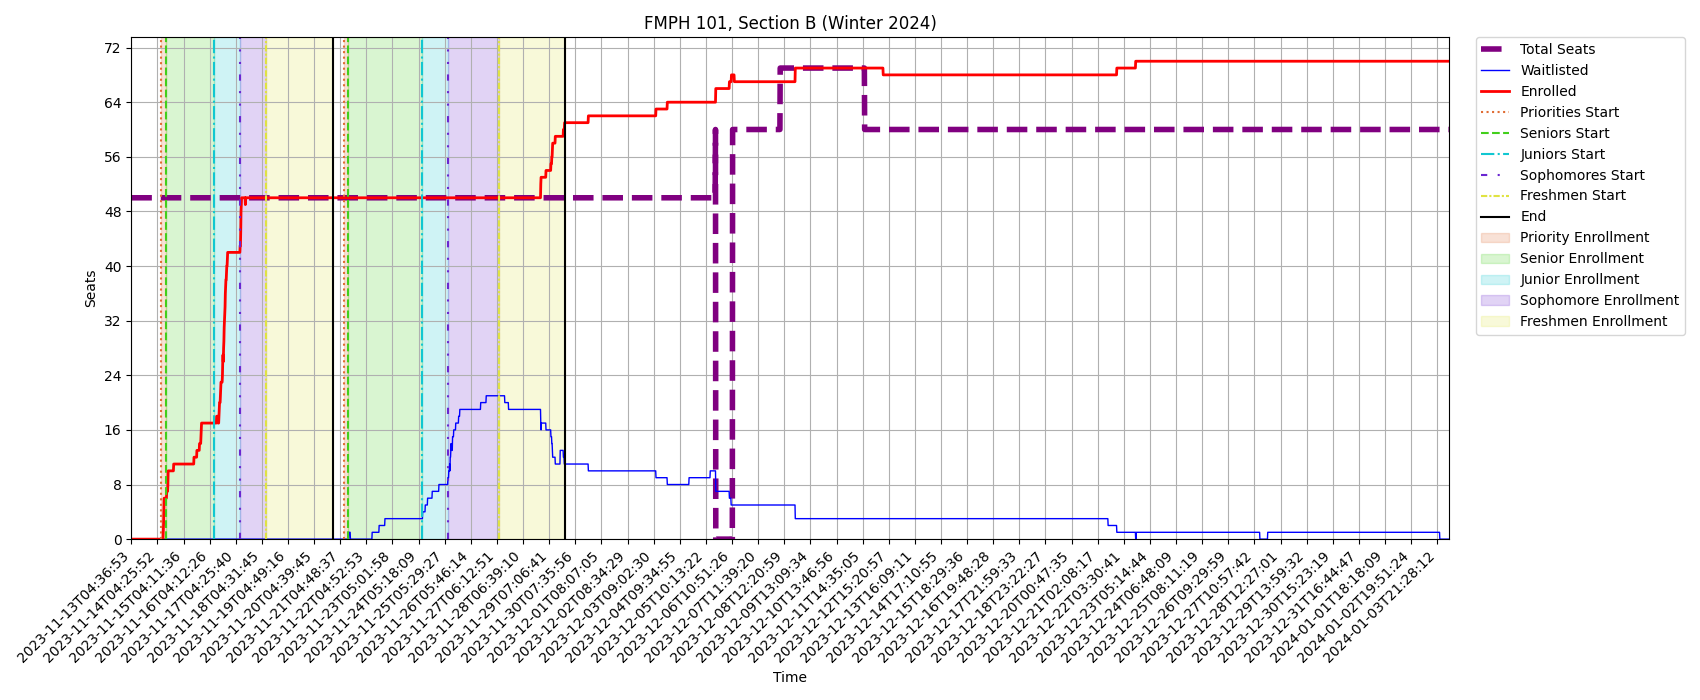 FMPH 101, Section B (Winter 2024)
Seats
72
64
56
48
40
32
24
16
8
0
2023-11-13T04:36:53
2023-11-14T04:25:52
2023-11-15T04:11:36
2023-11-16T04:12:26
2023-11-17T04:25:40
2023-11-18T04:31:45
2023-11-19T04:49:16
2023-11-20T04:39:45
2023-11-21T04:48:37
2023-11-22T04:52:53
2023-11-23T05:01:58
2023-11-24T05:18:09
2023-11-25T05:29:27
2023-11-26T05:46:14
2023-11-27T06:12:51
2023-11-28T06:39:10
2023-11-29T07:06:41
2023-11-30T07:35:56
2023-12-01T08:07:05
2023-12-02T08:34:29
2023-12-03T09:02:30
2023-12-04T09:34:55
2023-12-05T10:13:22
2023-12-06T10:51:26
2023-12-07T11:39:20
2023-12-08T12:20:59
2023-12-09T13:09:34
2023-12-10T13:46:56
2023-12-11T14:35:05
2023-12-12T15:20:57
2023-12-13T16:09:11
2023-12-14T17:10:55
2023-12-15T18:29:36
2023-12-16T19:48:28
2023-12-17T21:59:33
2023-12-18T23:22:27
2023-12-20T00:47:35
2023-12-21T02:08:17
2023-12-22T03:30:41
2023-12-23T05:14:44
2023-12-24T06:48:09
2023-12-25T08:11:19
2023-12-26T09:29:59
2023-12-27T10:57:42
2023-12-28T12:27:01
2023-12-29T13:59:32
2023-12-30T15:23:19
2023-12-31T16:44:47
2024-01-01T18:18:09
2024-01-02T19:51:24
2024-01-03T21:28:12
Time
Total Seats
Waitlisted
Enrolled
Priorities Start
Seniors Start
Juniors Start
Sophomores Start
Freshmen Start
End
Priority Enrollment
Senior Enrollment
Junior Enrollment
Sophomore Enrollment
Freshmen Enrollment